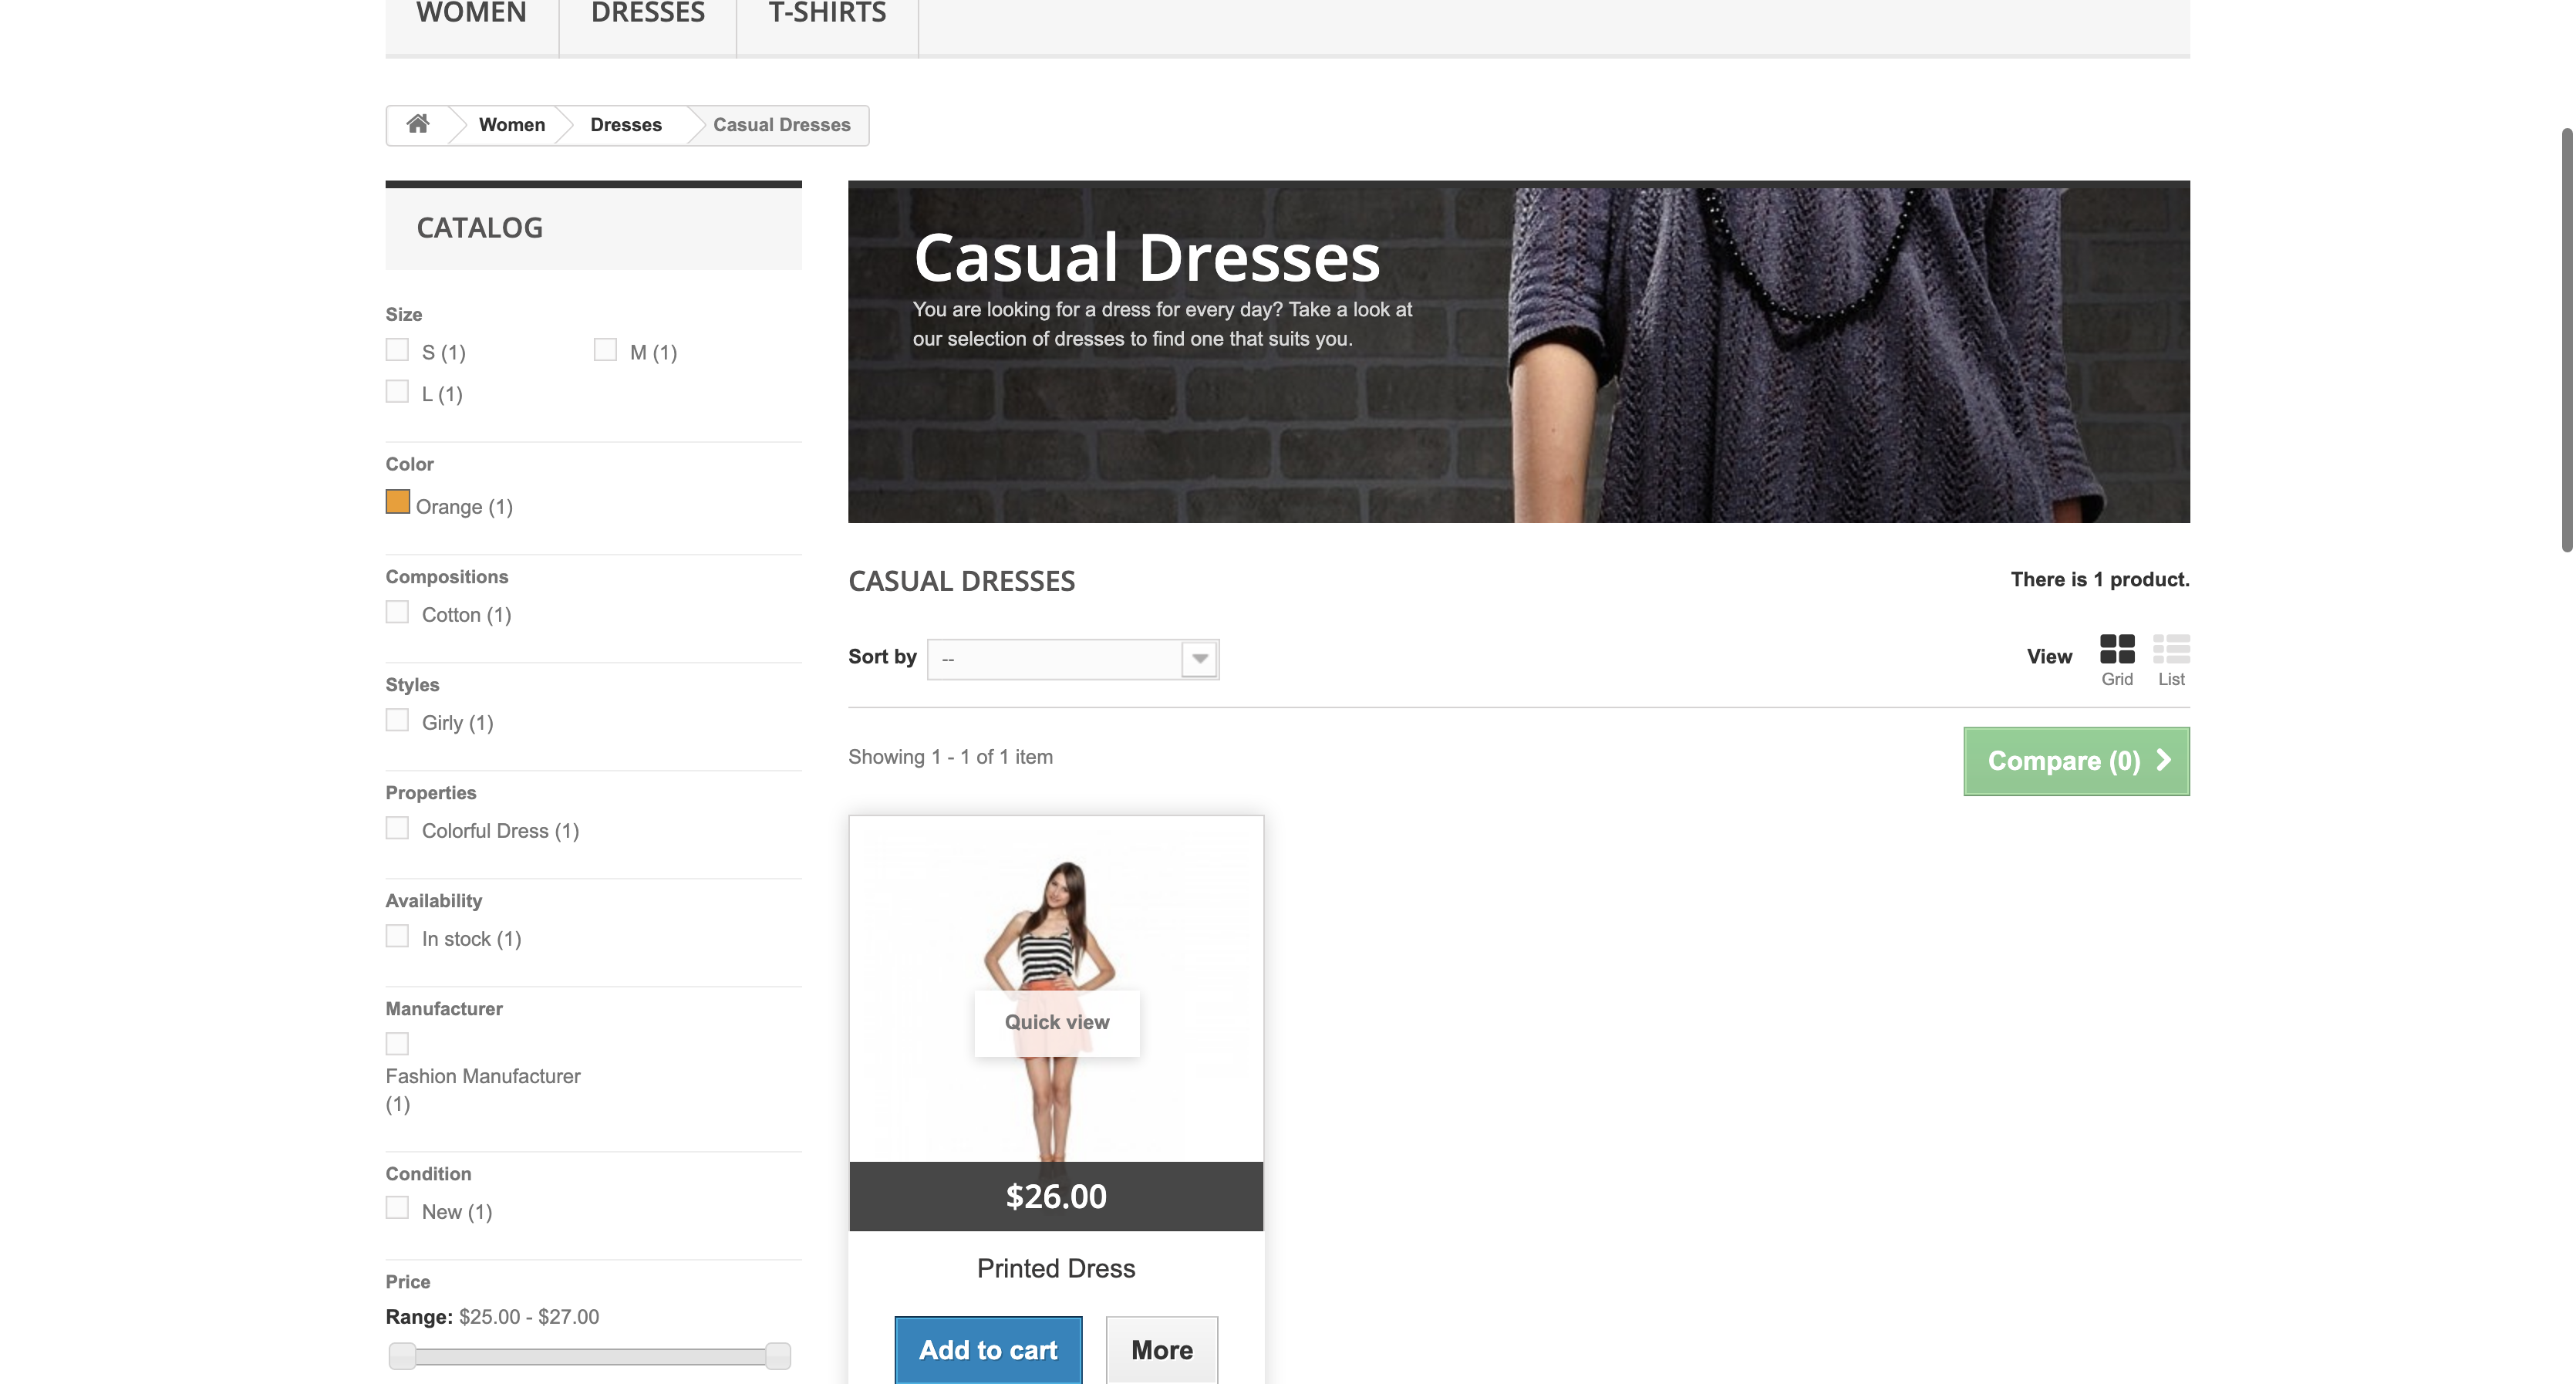 WOMEN
DRESSES
T-SHIRTS
Women
Dresses
Casual Dresses
CATALOG
Size
S (1)
M (1)
L (1)
Color
Orange (1)
Compositions
Cotton (1)
Styles
Girly (1)
Properties
Colorful Dress (1)
Availability
In stock (1)
Manufacturer
Fashion Manufacturer
(1)
Condition
New (1)
Price
Range: $25.00 - $27.00
Casual Dresses
You are looking for a dress for every day? Take a look at
our selection of dresses to find one that suits you.
CASUAL DRESSES
There is 1 product.
Sort by
--
View
Grid
List
Showing 1 - 1 of 1 item
Compare (0)
Quick view
$26.00
Printed Dress
Add to cart
More